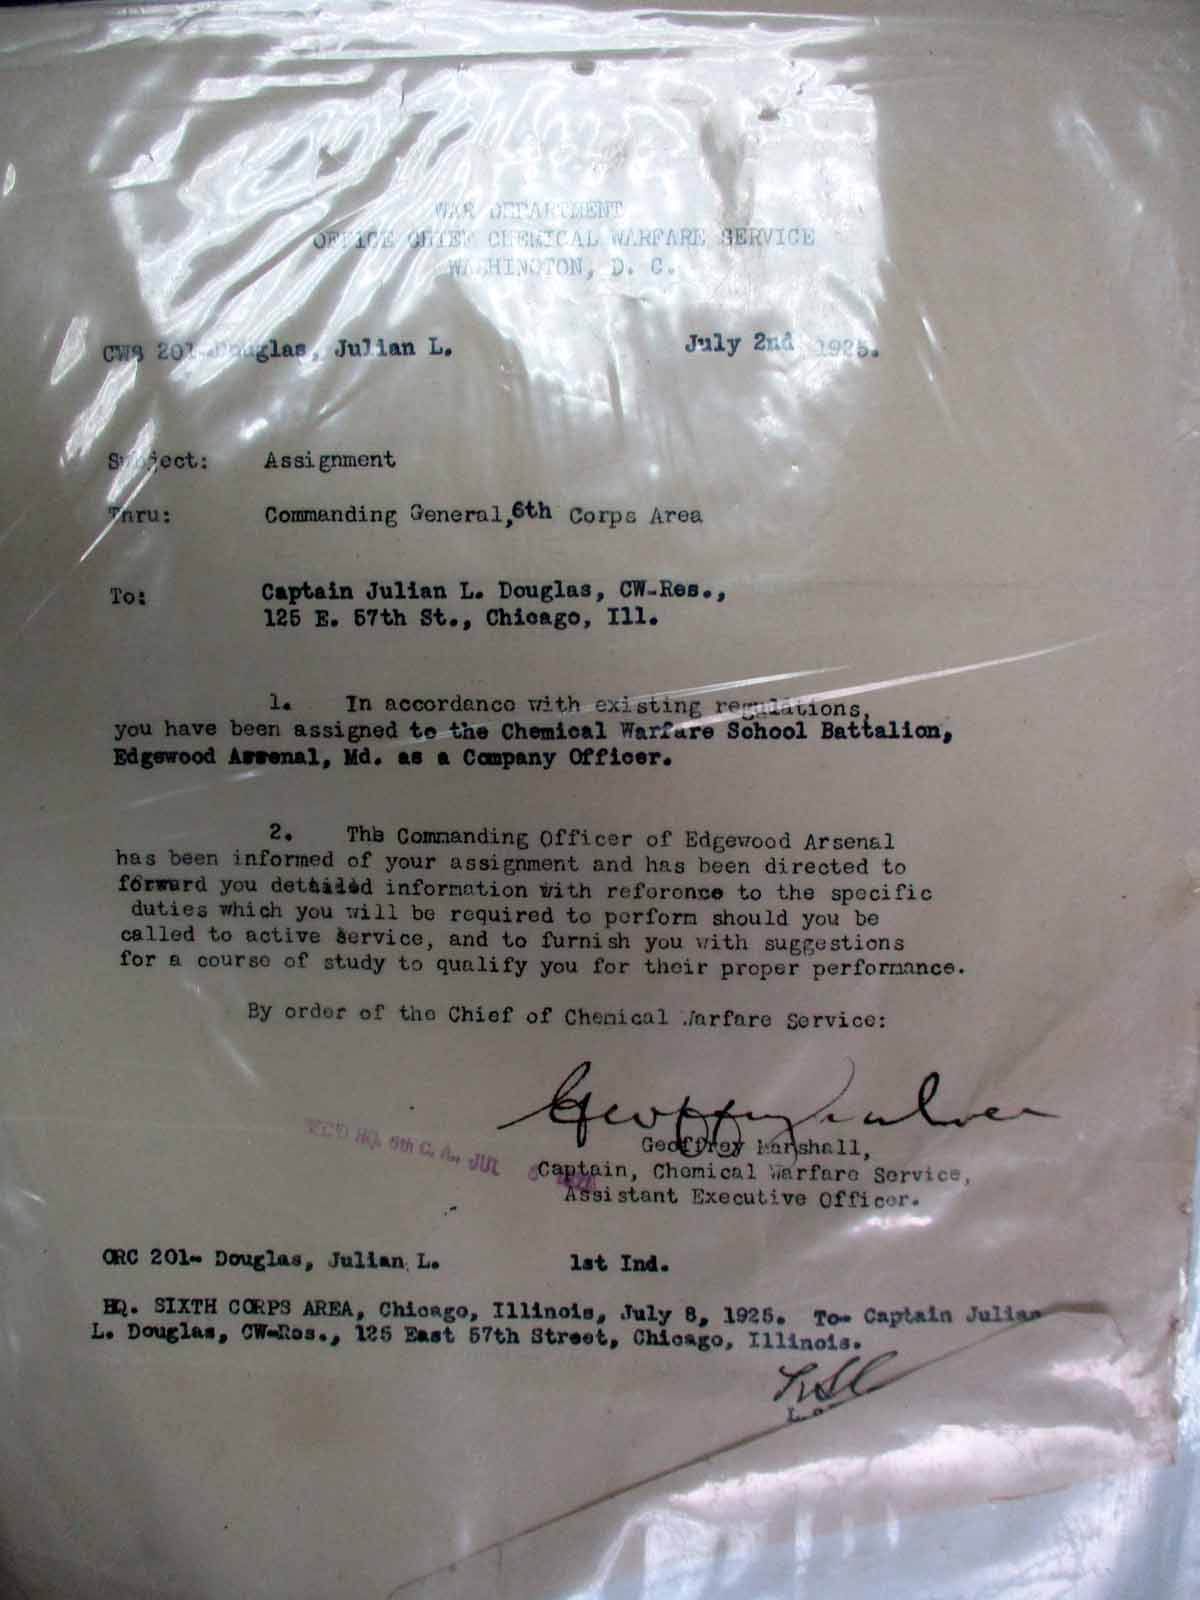 WAR DEPARTMENT
OFFICE CHIEF CHEMICAL WARFARE SERVICE
WASHINGTON, D. C.
CWS 201-Douglas, Julian L. July 2nd 1925.
Subject: Assignment
Thru: Commanding General, 6th Corps Area
To: Captain Julian L. Douglas, CW-Res.,
125 E. 57th St., Chicago, Ill.
1. In accordance with existing regulations,
you have been assigned to the Chemical Warfare School Battalion,
Edgewood Arsenal, Md. as a Company Officer.
2. The Commanding Officer of Edgewood Arsenal
has been informed of your assignment and has been directed to
forward you detailed information with reference to the specific
duties which you will be required to perform should you be
called to active service, and to furnish you with suggestions
for a course of study to qualify you for their proper performance.
By order of the Chief of Chemical Warfare Service:
Geoffrey Marshall
Geoffrey Marshall,
REC'D HQ. 6th C. A. JUL
Captain, Chemical Warfare Service,
Assistant Executive Officer.
ORC 201- Douglas, Julian L. 1st Ind.
HQ. SIXTH CORPS AREA, Chicago, Illinois, July 8, 1925. To- Captain Julian
L. Douglas, CW-Res., 125 East 57th Street, Chicago, Illinois.